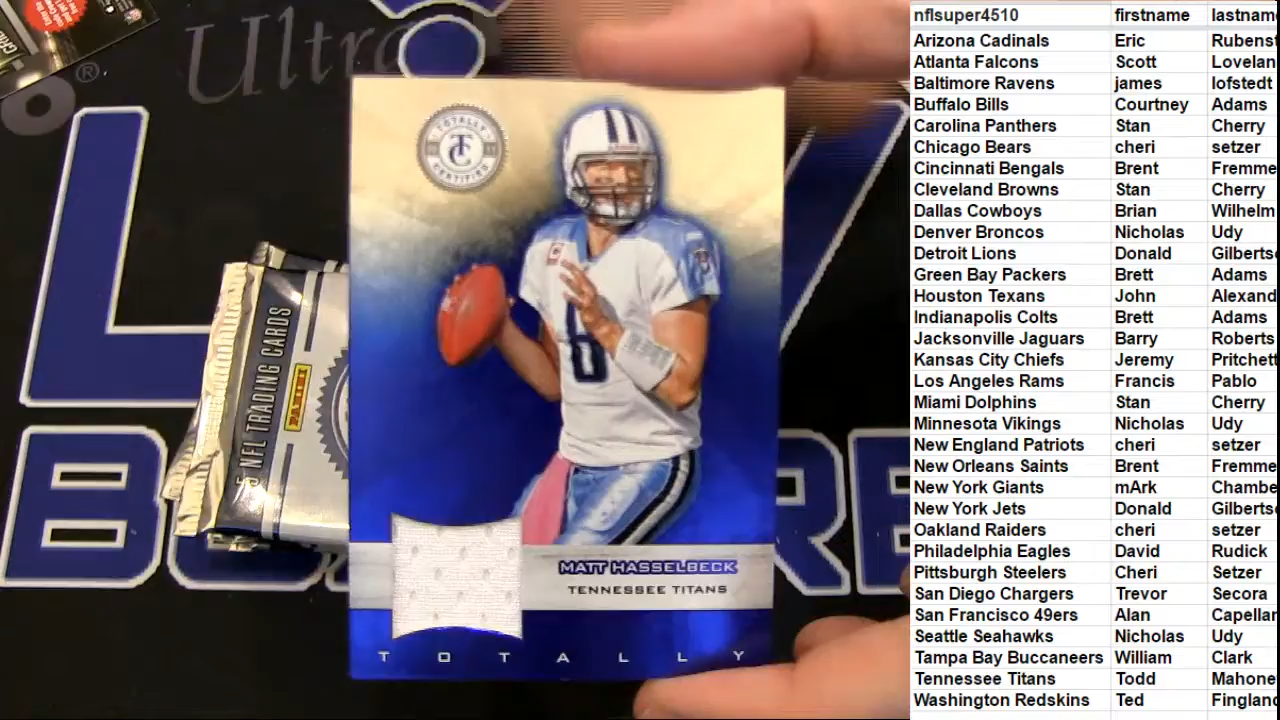 Ultra
®
5 NFL TRADING CARDS
PANINI
TOTALLY
TC
CERTIFIED
8
MATT HASSELBECK
TENNESSEE TITANS
TOTALLY
nflsuper4510 firstname lastnam
Arizona Cadinals Eric Rubenst
Atlanta Falcons Scott Lovelan
Baltimore Ravens james lofstedt
Buffalo Bills Courtney Adams
Carolina Panthers Stan Cherry
Chicago Bears cheri setzer
Cincinnati Bengals Brent Fremme
Cleveland Browns Stan Cherry
Dallas Cowboys Brian Wilhelm
Denver Broncos Nicholas Udy
Detroit Lions Donald Gilberts
Green Bay Packers Brett Adams
Houston Texans John Alexand
Indianapolis Colts Brett Adams
Jacksonville Jaguars Barry Roberts
Kansas City Chiefs Jeremy Pritchett
Los Angeles Rams Francis Pablo
Miami Dolphins Stan Cherry
Minnesota Vikings Nicholas Udy
New England Patriots cheri setzer
New Orleans Saints Brent Fremme
New York Giants mArk Chambe
New York Jets Donald Gilberts
Oakland Raiders cheri setzer
Philadelphia Eagles David Rudick
Pittsburgh Steelers Cheri Setzer
San Diego Chargers Trevor Secora
San Francisco 49ers Alan Capellar
Seattle Seahawks Nicholas Udy
Tampa Bay Buccaneers William Clark
Tennessee Titans Todd Mahone
Washington Redskins Ted Fingland